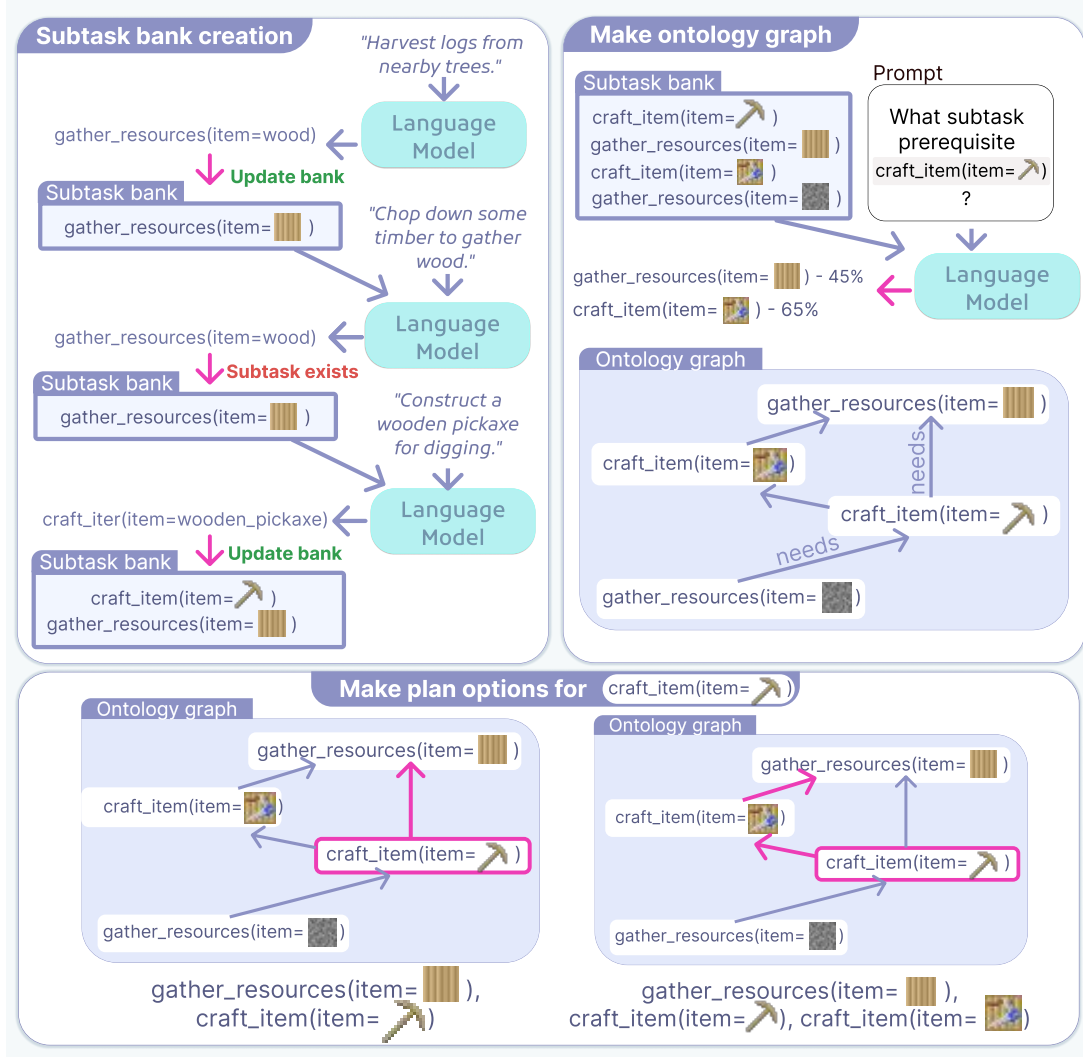 Subtask bank creation
"Harvest logs from
nearby trees."
Language
Model
gather_resources(item=wood)
Update bank
Subtask bank
gather_resources(item= )
"Chop down some
timber to gather
wood."
Language
Model
gather_resources(item=wood)
Subtask exists
Subtask bank
gather_resources(item= )
"Construct a
wooden pickaxe
for digging."
Language
Model
craft_iter(item=wooden_pickaxe)
Update bank
Subtask bank
craft_item(item= )
gather_resources(item= )
Make ontology graph
Subtask bank
craft_item(item= )
gather_resources(item= )
craft_item(item= )
gather_resources(item= )
Prompt
What subtask
prerequisite
craft_item(item= )
?
Language
Model
gather_resources(item= ) - 45%
craft_item(item= ) - 65%
Ontology graph
gather_resources(item= )
craft_item(item= )
needs
craft_item(item= )
needs
gather_resources(item= )
Make plan options for craft_item(item= )
Ontology graph
gather_resources(item= )
craft_item(item= )
craft_item(item= )
gather_resources(item= )
gather_resources(item= ),
craft_item(item= )
Ontology graph
gather_resources(item= )
craft_item(item= )
craft_item(item= )
gather_resources(item= )
gather_resources(item= ),
craft_item(item= ), craft_item(item= )